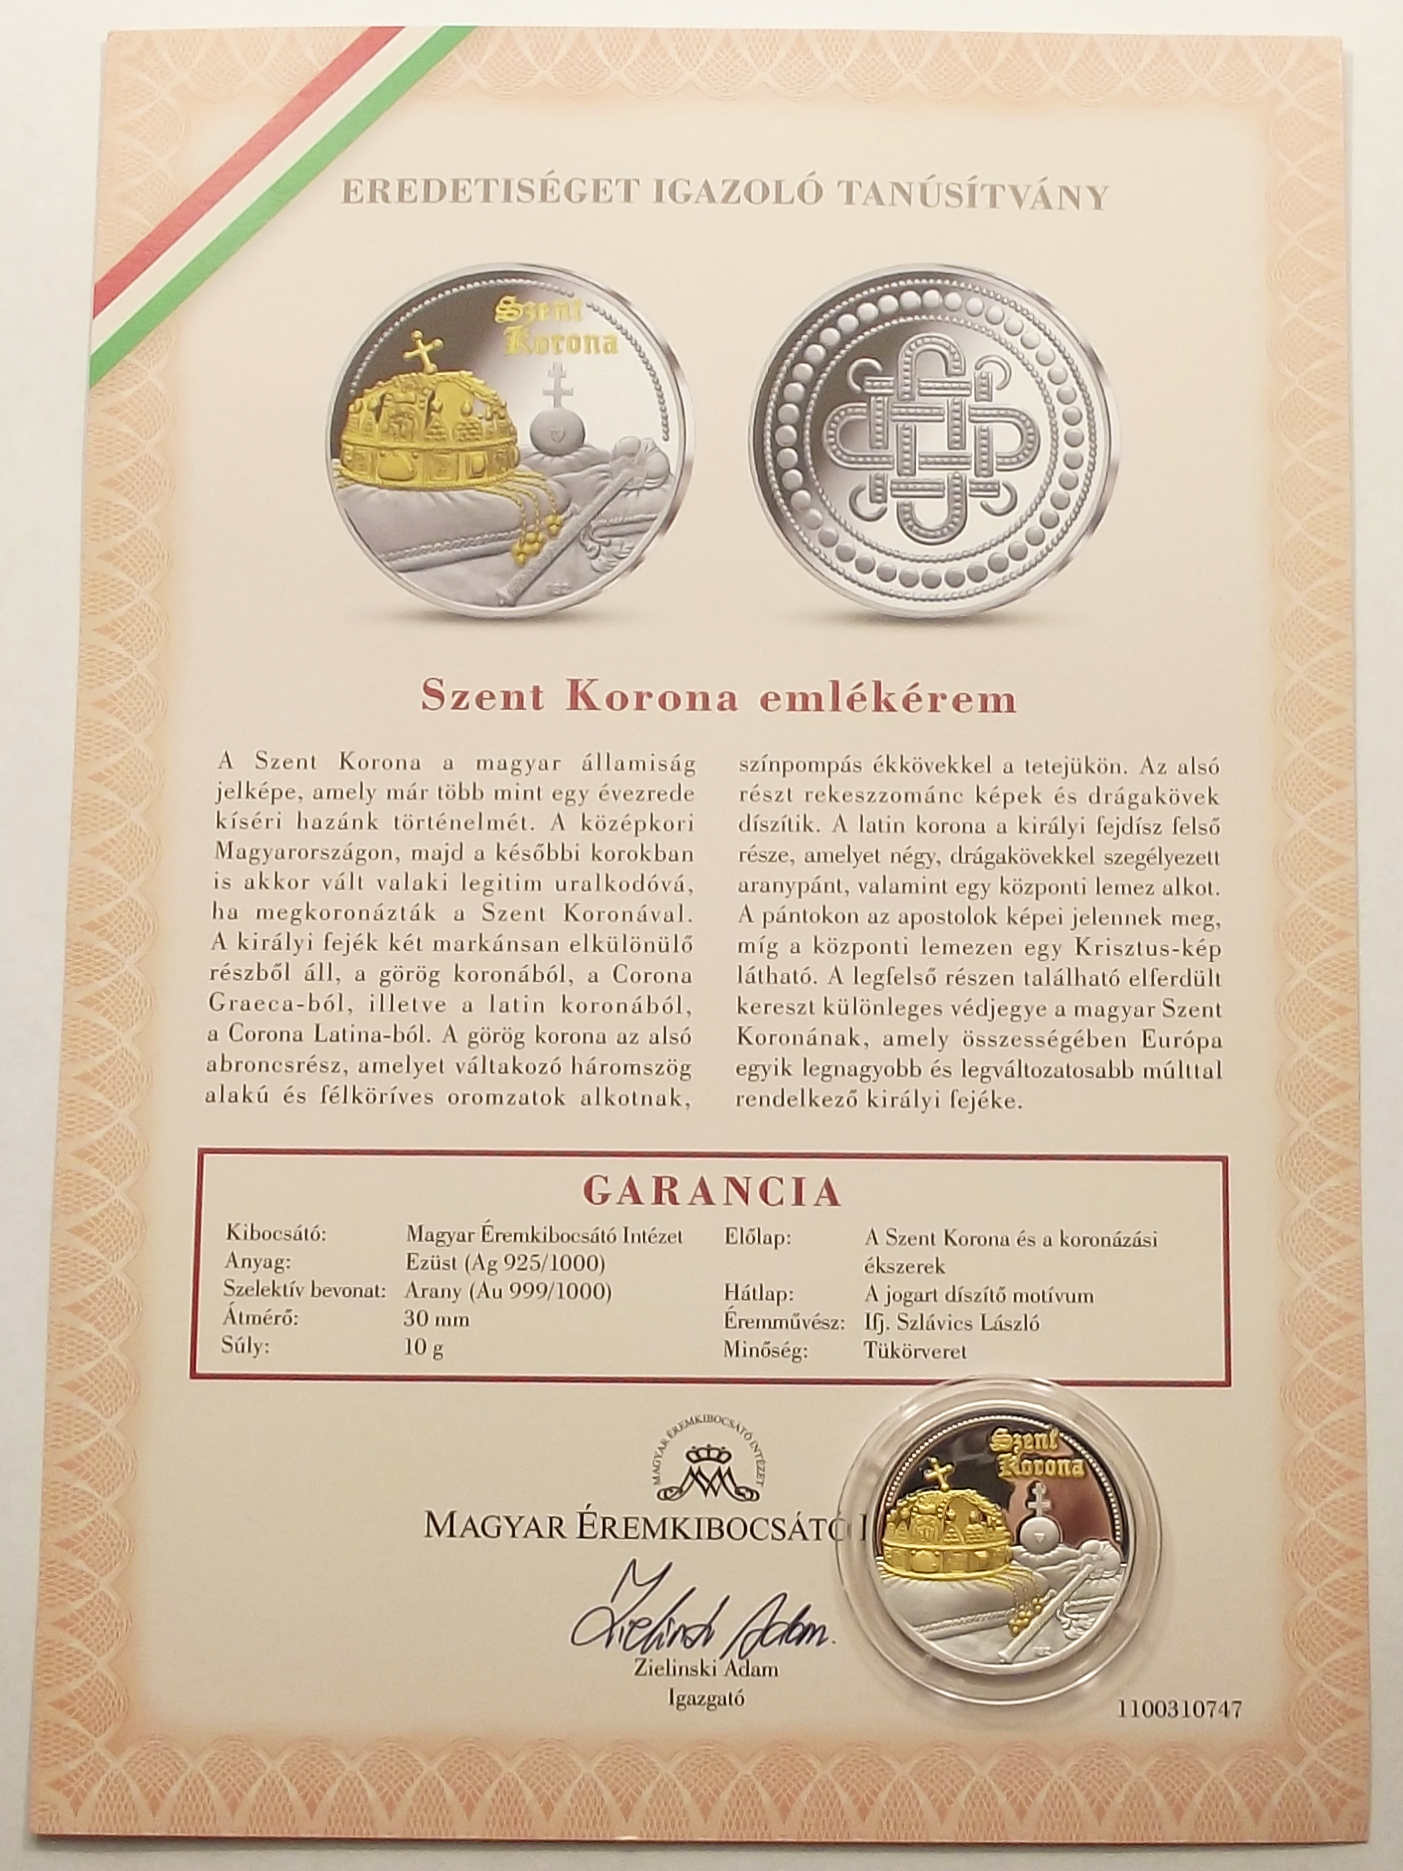 EREDETISÉGET IGAZOLÓ TANÚSÍTVÁNY
Szent
Korona
Szent Korona emlékérem
A Szent Korona a magyar államiság
jelképe, amely már több mint egy évezrede
kíséri hazánk történelmét. A középkori
Magyarországon, majd a későbbi korokban
is akkor vált valaki legitim uralkodóvá,
ha megkoronázták a Szent Koronával.
A királyi fejék két markánsan elkülönülő
részből áll, a görög koronából, a Corona
Graeca-ból, illetve a latin koronából,
a Corona Latina-ból. A görög korona az alsó
abroncsrész, amelyet váltakozó háromszög
alakú és félköríves oromzatok alkotnak,
színpompás ékkövekkel a tetejükön. Az alsó
részt rekeszzománc képek és drágakövek
díszítik. A latin korona a királyi fejdísz felső
része, amelyet négy, drágakövekkel szegélyezett
aranypánt, valamint egy központi lemez alkot.
A pántokon az apostolok képei jelennek meg,
míg a központi lemezen egy Krisztus-kép
látható. A legfelső részen található elferdült
kereszt különleges védjegye a magyar Szent
Koronának, amely összességében Európa
egyik legnagyobb és legváltozatosabb múlttal
rendelkező királyi fejéke.
GARANCIA
Kibocsátó: Magyar Éremkibocsátó Intézet
Anyag: Ezüst (Ag 925/1000)
Szelektív bevonat: Arany (Au 999/1000)
Átmérő: 30 mm
Súly: 10 g
Előlap: A Szent Korona és a koronázási
ékszerek
Hátlap: A jogart díszítő motívum
Éremművész: Ifj. Szlávics László
Minőség: Tükörveret
MAGYAR ÉREMKIBOCSÁTÓ INTÉZET
MAGYAR ÉREMKIBOCSÁTÓ I
Zielinski Adam
Zielinski Adam
Igazgató
Szent
Korona
1100310747